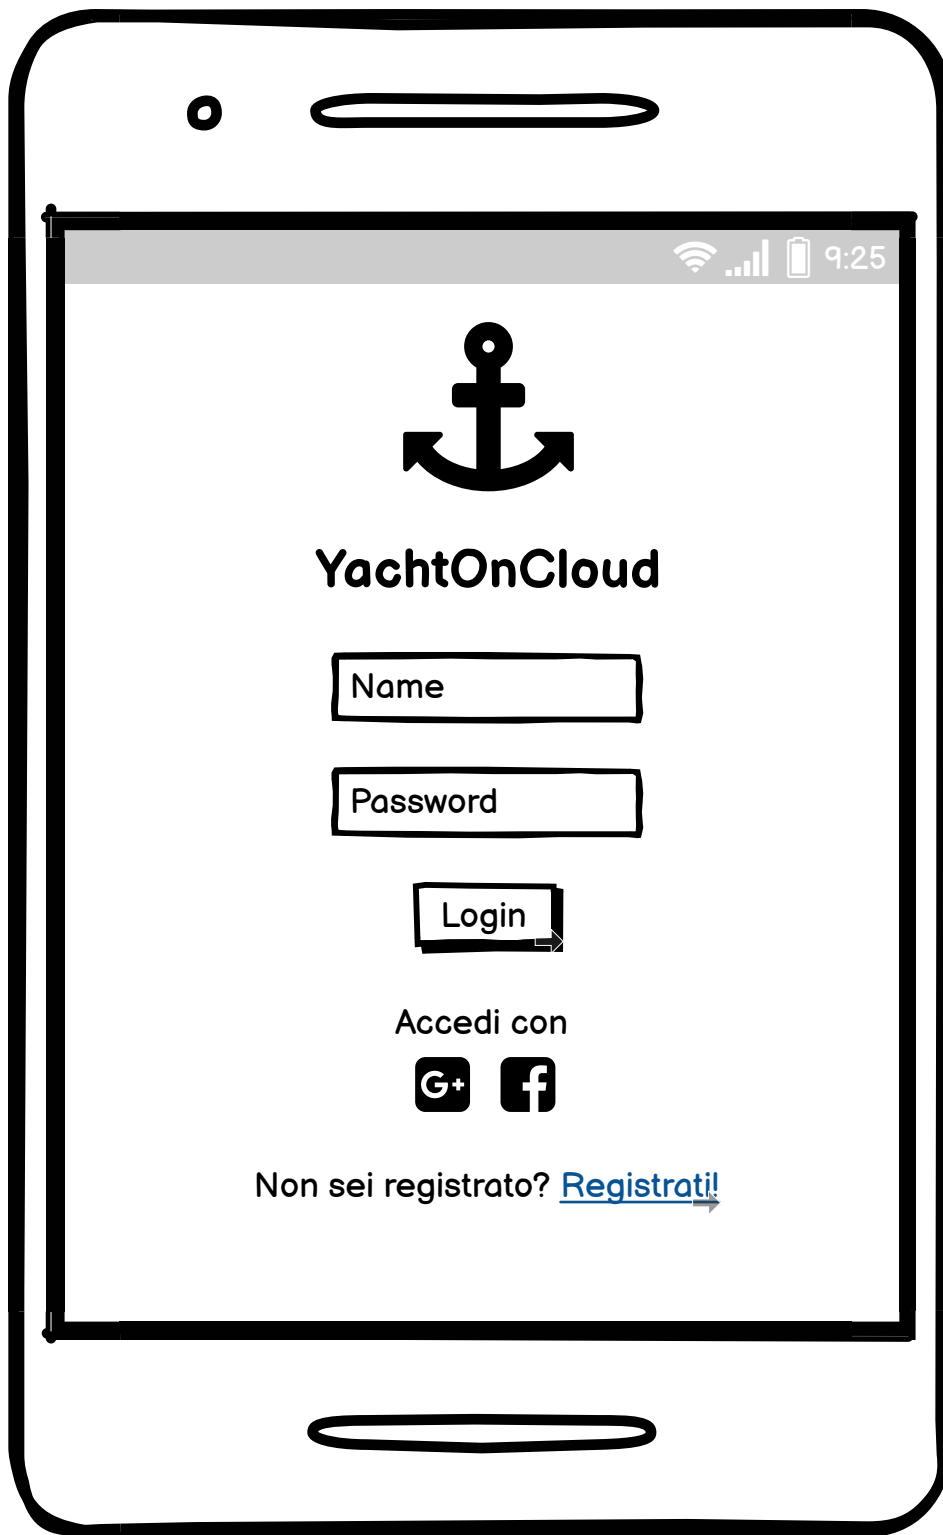 9:25
YachtOnCloud
Name
Password
Login
Accedi con
G+ f
Non sei registrato? Registrati!